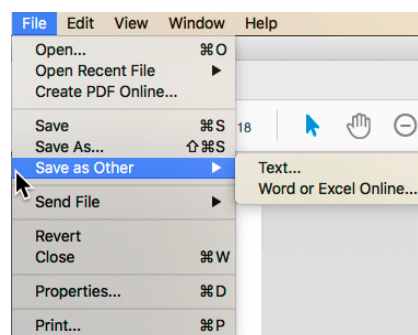 File Edit View Window Help
Open... ⌘O
Open Recent File ▶
Create PDF Online...
Save ⌘S
18
Save As... ⇧⌘S
Save as Other ▶
Text...
Word or Excel Online...
Send File ▶
Revert
Close ⌘W
Properties... ⌘D
Print... ⌘P